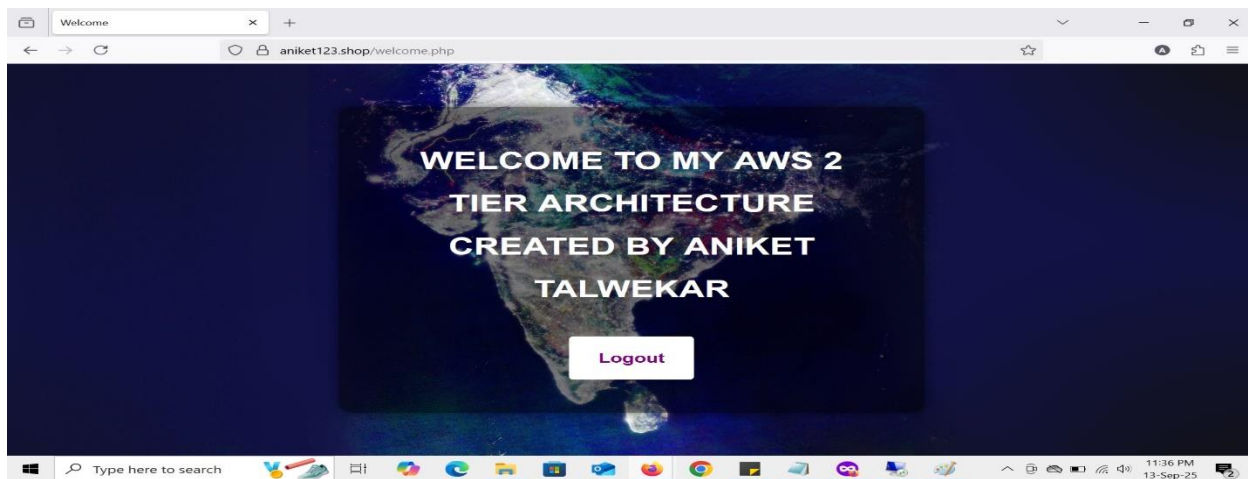 Welcome
aniket123.shop/welcome.php
A
WELCOME TO MY AWS 2
TIER ARCHITECTURE
CREATED BY ANIKET
TALWEKAR
Logout
Type here to search
11:36 PM
13-Sep-25
2